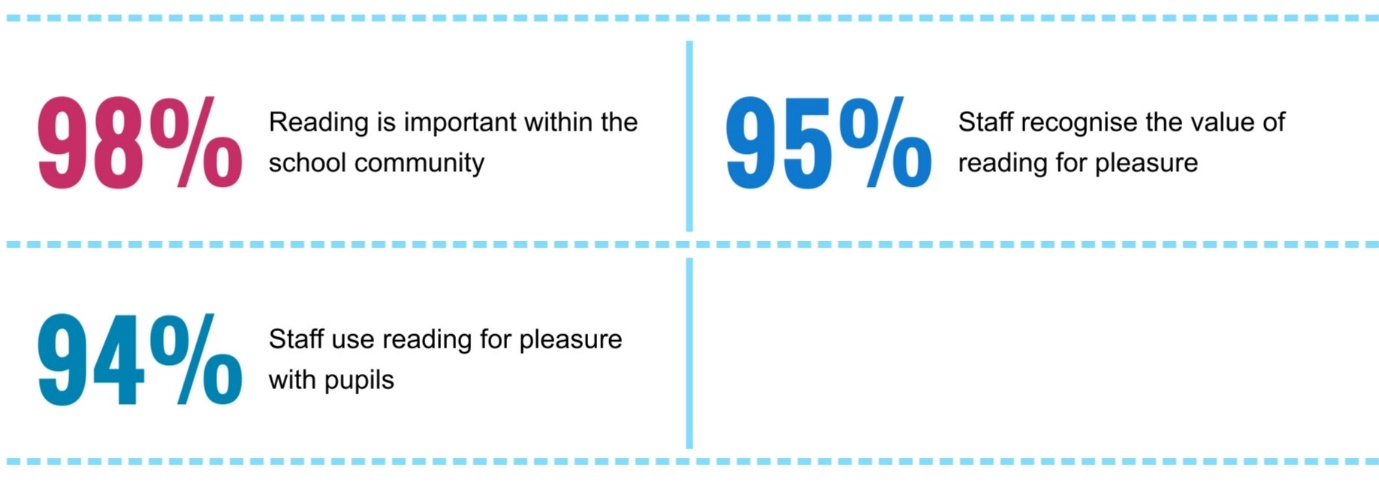 98%
Reading is important within the
school community
95%
Staff recognise the value of
reading for pleasure
94%
Staff use reading for pleasure
with pupils